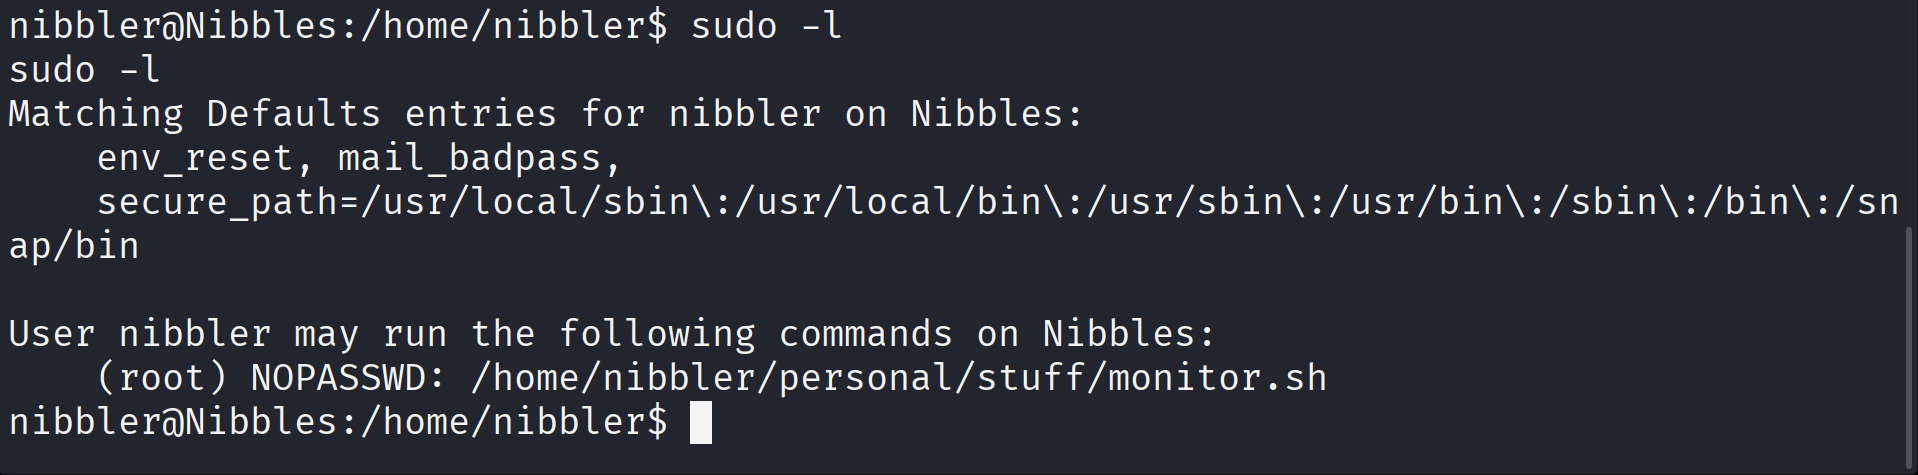 nibbler@Nibbles:/home/nibbler$ sudo -l
sudo -l
Matching Defaults entries for nibbler on Nibbles:
    env_reset, mail_badpass,
    secure_path=/usr/local/sbin\:/usr/local/bin\:/usr/sbin\:/usr/bin\:/sbin\:/bin\:/sn
ap/bin

User nibbler may run the following commands on Nibbles:
    (root) NOPASSWD: /home/nibbler/personal/stuff/monitor.sh
nibbler@Nibbles:/home/nibbler$